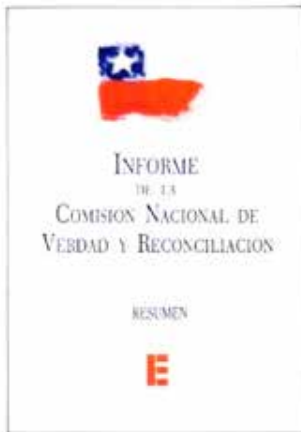 INFORME
DE LA
COMISION NACIONAL DE
VERDAD Y RECONCILIACION
RESUMEN
E